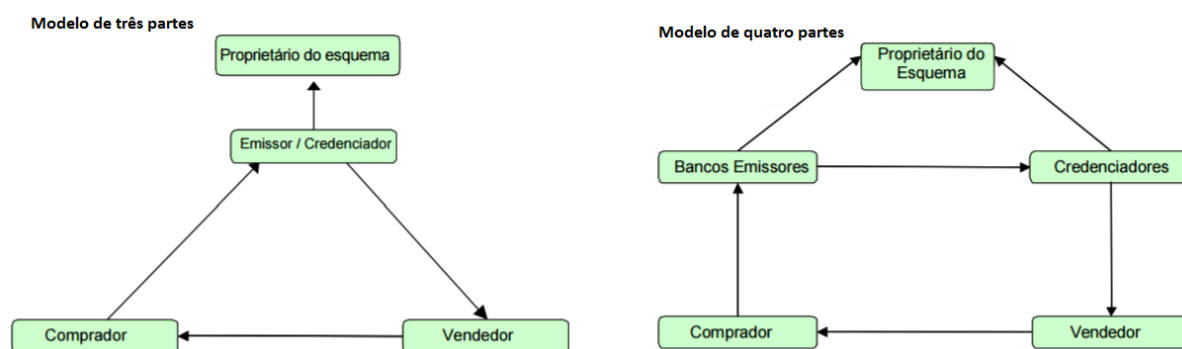 Modelo de três partes
Proprietário do esquema
Emissor / Credenciador
Comprador
Vendedor
Modelo de quatro partes
Proprietário do
Esquema
Bancos Emissores
Credenciadores
Comprador
Vendedor